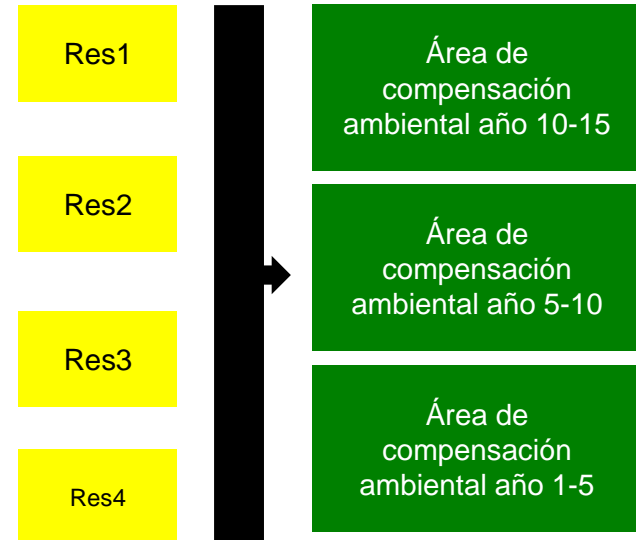 Res1
Res2
Res3
Res4
Área de
compensación
ambiental año 10-15
Área de
compensación
ambiental año 5-10
Área de
compensación
ambiental año 1-5